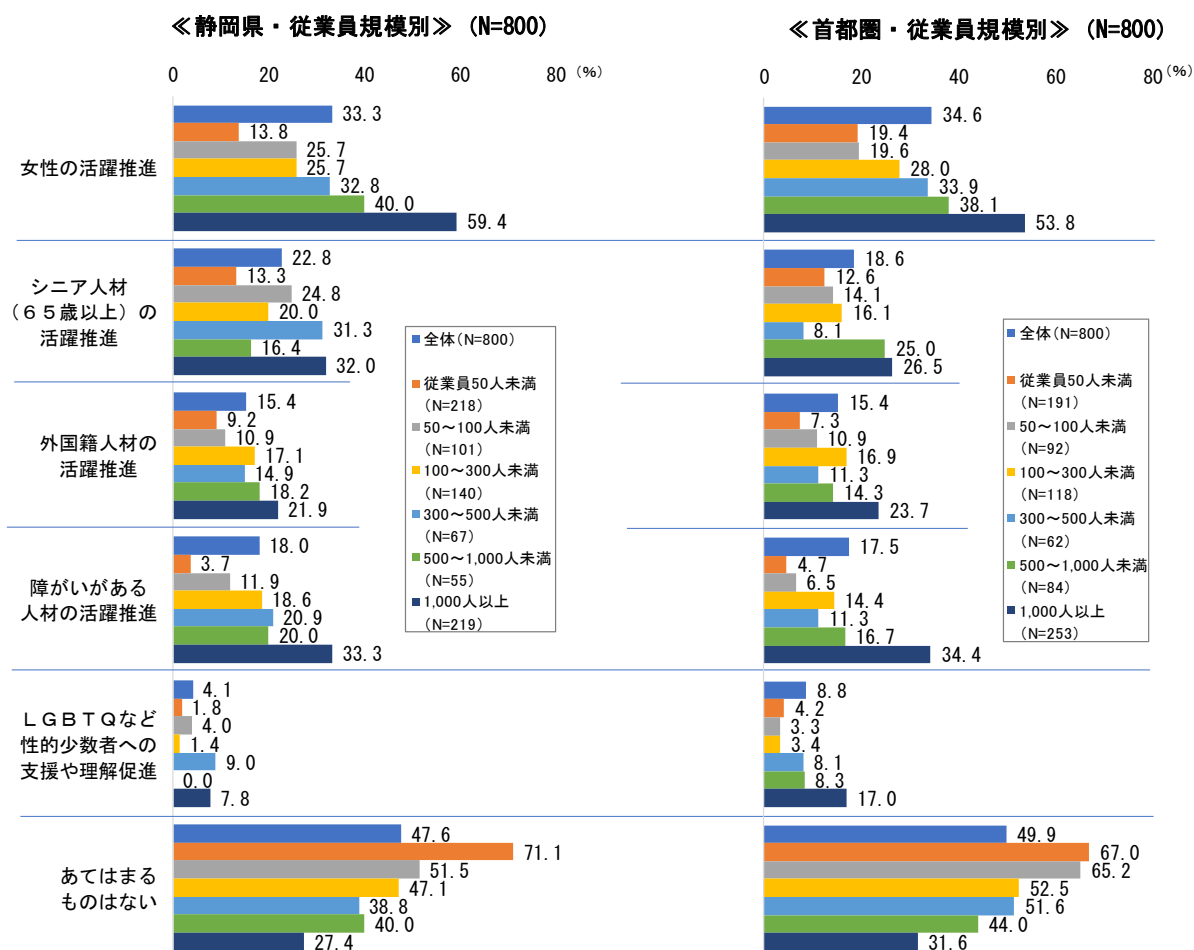 ≪静岡県・従業員規模別≫ (N=800)
0 20 40 60 80 (%)
女性の活躍推進
33.3
13.8
25.7
25.7
32.8
40.0
59.4
シニア人材
（65歳以上）の
活躍推進
22.8
13.3
24.8
20.0
31.3
16.4
32.0
外国籍人材の
活躍推進
15.4
9.2
10.9
17.1
14.9
18.2
21.9
障がいがある
人材の活躍推進
18.0
3.7
11.9
18.6
20.9
20.0
33.3
ＬＧＢＴＱなど
性的少数者への
支援や理解促進
4.1
1.8
4.0
1.4
9.0
0.0
7.8
あてはまる
ものはない
47.6
71.1
51.5
47.1
38.8
40.0
27.4
全体(N=800)
従業員50人未満
(N=218)
50～100人未満
(N=101)
100～300人未満
(N=140)
300～500人未満
(N=67)
500～1,000人未満
(N=55)
1,000人以上
(N=219)
≪首都圏・従業員規模別≫ (N=800)
0 20 40 60 80 (%)
34.6
19.4
19.6
28.0
33.9
38.1
53.8
18.6
12.6
14.1
16.1
8.1
25.0
26.5
15.4
7.3
10.9
16.9
11.3
14.3
23.7
17.5
4.7
6.5
14.4
11.3
16.7
34.4
8.8
4.2
3.3
3.4
8.1
8.3
17.0
49.9
67.0
65.2
52.5
51.6
44.0
31.6
全体(N=800)
従業員50人未満
(N=191)
50～100人未満
(N=92)
100～300人未満
(N=118)
300～500人未満
(N=62)
500～1,000人未満
(N=84)
1,000人以上
(N=253)